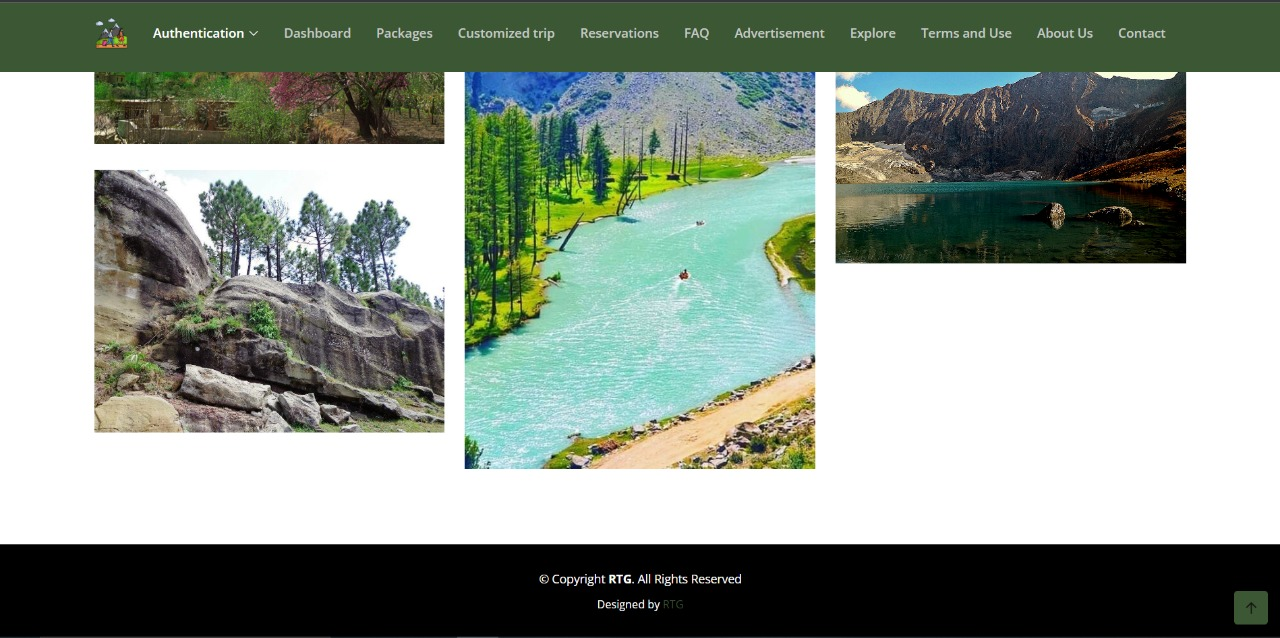 Authentication Dashboard Packages Customized trip Reservations FAQ Advertisement Explore Terms and Use About Us Contact
© Copyright RTG. All Rights Reserved
Designed by RTG